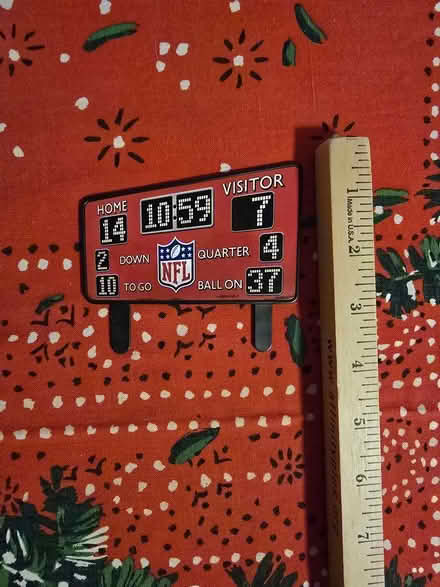 HOME 10:59 VISITOR
14 7
2 DOWN NFL QUARTER 4
10 TO GO BALL ON 37
1 Made in U.S.A. 2 3 4 5 6 7